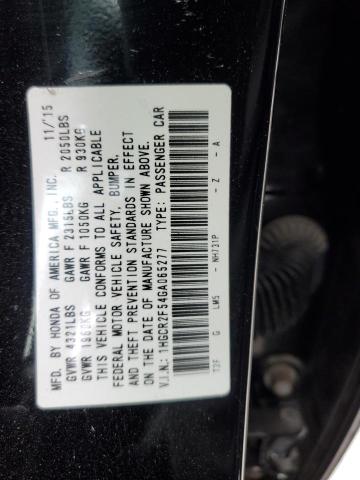 MFD. BY HONDA OF AMERICA MFG., INC. 11/'15
GVWR 4321LBS GAWR F 2315LBS R 2050LBS
GVWR 1960KG GAWR F 1050KG R 930KG
THIS VEHICLE CONFORMS TO ALL APPLICABLE
FEDERAL MOTOR VEHICLE SAFETY, BUMPER,
AND THEFT PREVENTION STANDARDS IN EFFECT
ON THE DATE OF MANUFACTURE SHOWN ABOVE.
V.I.N.: 1HGCR2F54GA065277 TYPE: PASSENGER CAR
T2F G LM5 - NH731P - Z - A